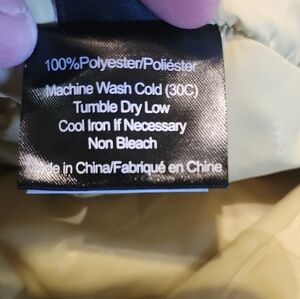 100%Polyester/Poliéster
Machine Wash Cold (30C)
Tumble Dry Low
Cool Iron If Necessary
Non Bleach
Made in China/Fabriqué en Chine